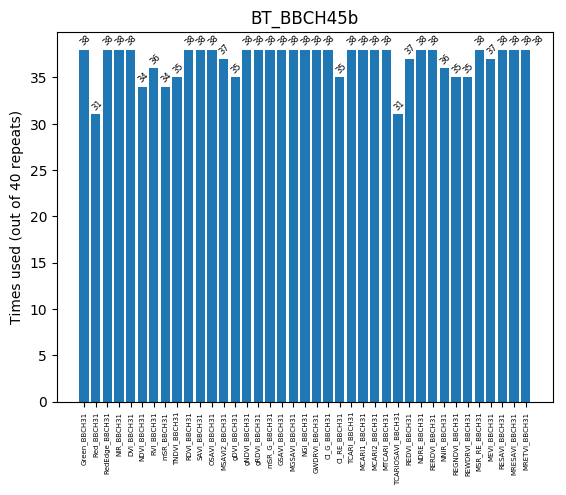 BT_BBCH45b
Times used (out of 40 repeats)
35
30
25
20
15
10
5
0
38
31
38
38
38
34
36
34
35
38
38
38
37
35
38
38
38
38
38
38
38
38
35
38
38
38
38
31
37
38
38
36
35
35
38
37
38
38
38
38
Green_BBCH31
Red_BBCH31
RedEdge_BBCH31
NIR_BBCH31
DVI_BBCH31
NDVI_BBCH31
RVI_BBCH31
mSR_BBCH31
TNDVI_BBCH31
RDVI_BBCH31
SAVI_BBCH31
OSAVI_BBCH31
MSAVI2_BBCH31
gDVI_BBCH31
gNDVI_BBCH31
gRDVI_BBCH31
mSR_G_BBCH31
GSAVI_BBCH31
MGSAVI_BBCH31
NGI_BBCH31
GWDRVI_BBCH31
CI_G_BBCH31
CI_RE_BBCH31
TCARI_BBCH31
MCARI1_BBCH31
MCARI2_BBCH31
MTCARI_BBCH31
TCARIOSAVI_BBCH31
REDVI_BBCH31
NDRE_BBCH31
RERDVI_BBCH31
NNIR_BBCH31
REGNDVI_BBCH31
REWDRVI_BBCH31
MSR_RE_BBCH31
MEVI_BBCH31
RESAVI_BBCH31
MRESAVI_BBCH31
MRETVI_BBCH31